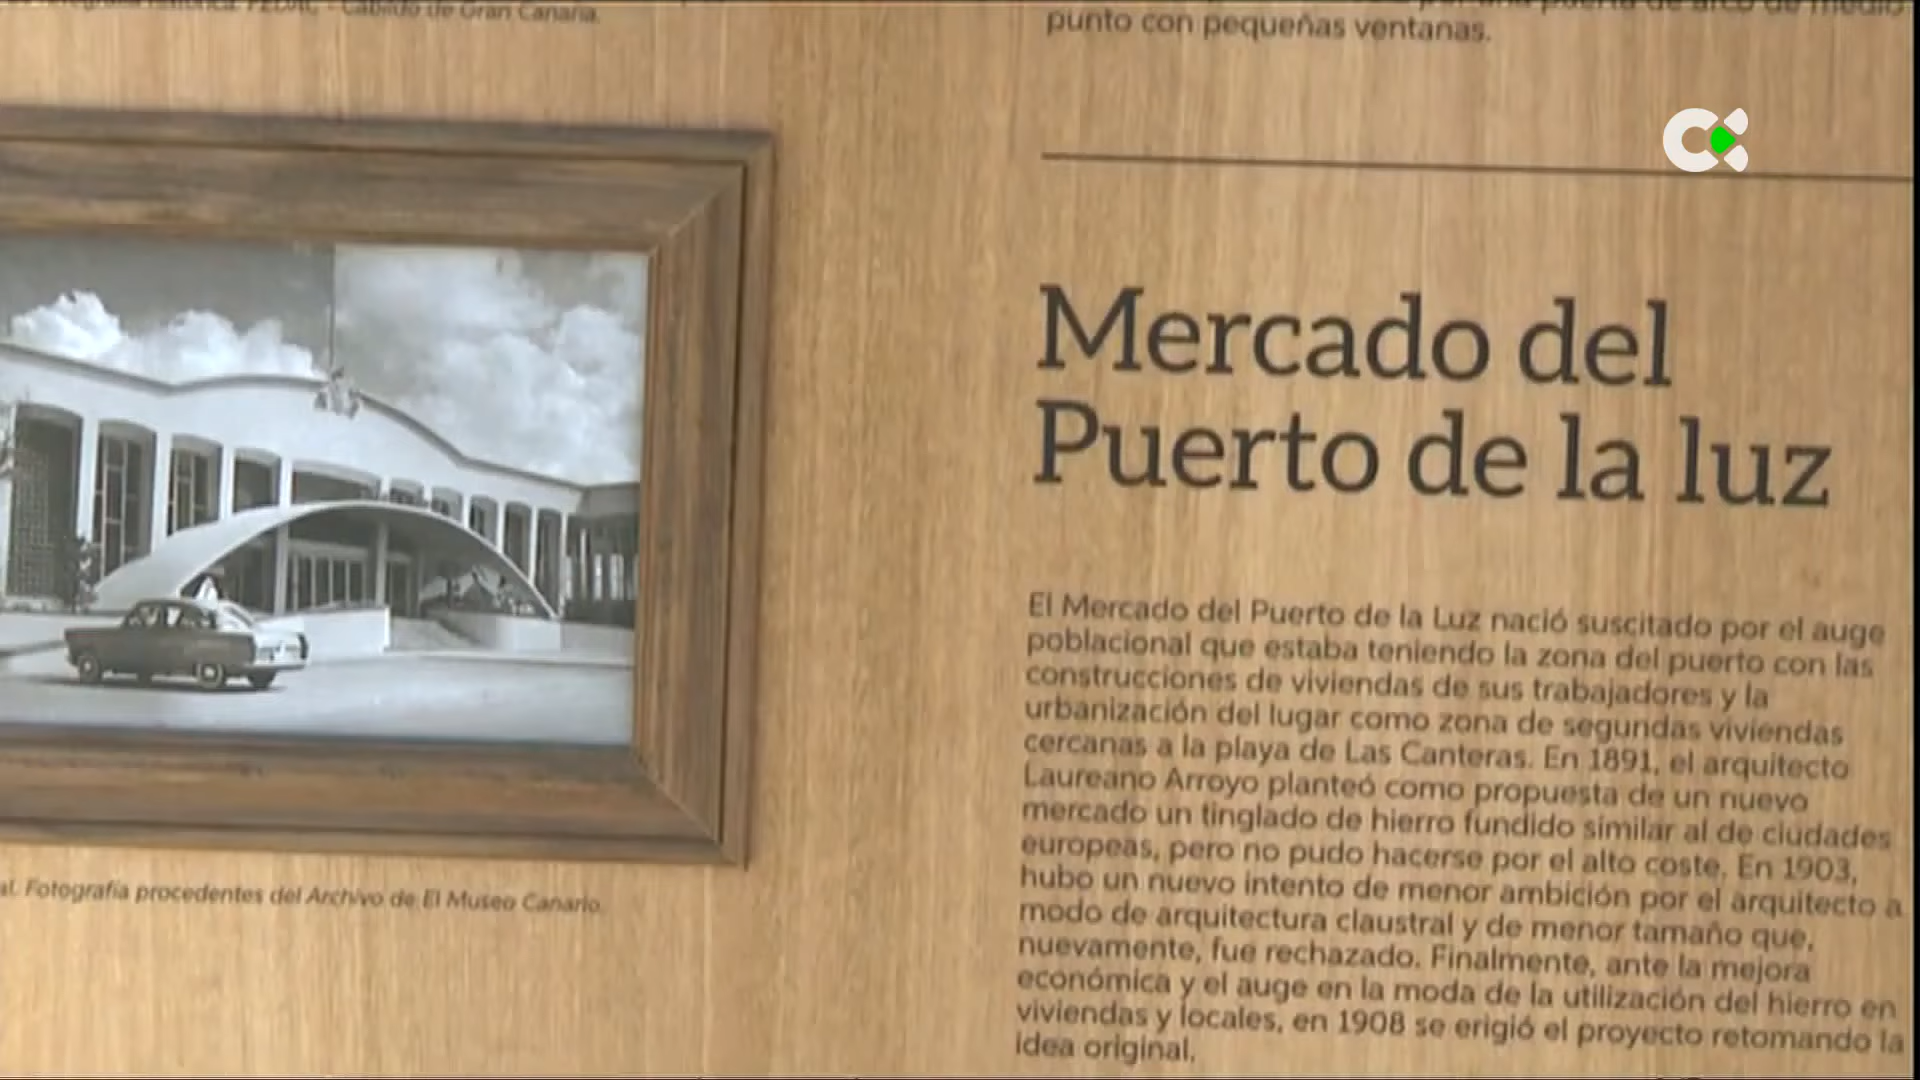 Cabildo de Gran Canaria.
al. Fotografía procedentes del Archivo de El Museo Canario.
punto con pequeñas ventanas.
Mercado del
Puerto de la luz
El Mercado del Puerto de la Luz nació suscitado por el auge
poblacional que estaba teniendo la zona del puerto con las
construcciones de viviendas de sus trabajadores y la
urbanización del lugar como zona de segundas viviendas
cercanas a la playa de Las Canteras. En 1891, el arquitecto
Laureano Arroyo planteó como propuesta de un nuevo
mercado un tinglado de hierro fundido similar al de ciudades
europeas, pero no pudo hacerse por el alto coste. En 1903,
hubo un nuevo intento de menor ambición por el arquitecto a
modo de arquitectura claustral y de menor tamaño que,
nuevamente, fue rechazado. Finalmente, ante la mejora
económica y el auge en la moda de la utilización del hierro en
viviendas y locales, en 1908 se erigió el proyecto retomando la
idea original.